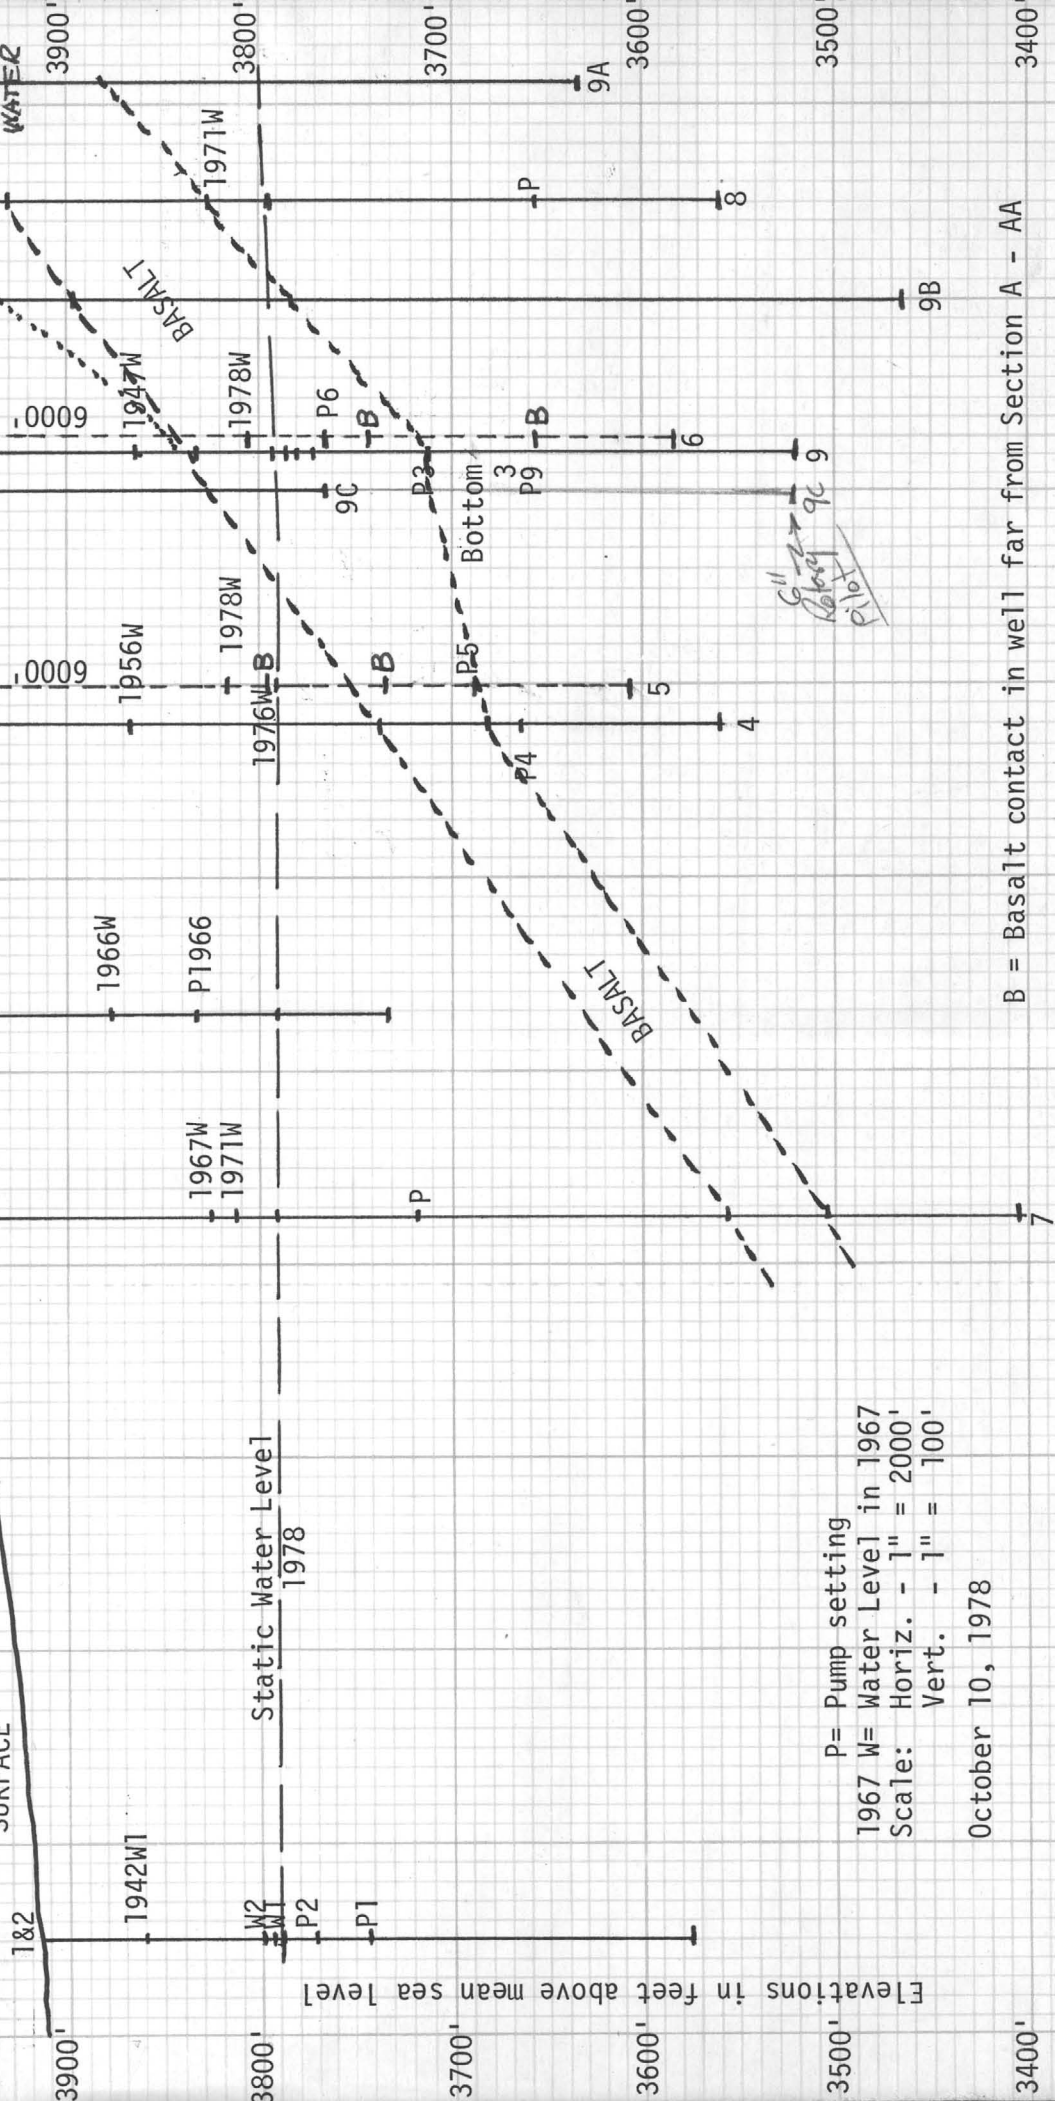 WATER
3900'
3800'
3700'
3600'
3500'
3400'
9A
1971W
P
8
BASALT
9B
-6000
1947W
1978W
P6
B
B
6
P3
Bottom
3
P9
9
9C
6"
Rotary
Pilot
9C
-6000
1956W
1978W
1976W
B
B
P5
5
P4
4
1966W
P1966
BASALT
1967W
1971W
P
7
SURFACE
Static Water Level
1978
1&2
1942W1
W2
W1
P2
P1
Elevations in feet above mean sea level
3900'
3800'
3700'
3600'
3500'
3400'
P= Pump setting
1967 W= Water Level in 1967
Scale: Horiz. - 1" = 2000'
Vert. - 1" = 100'
October 10, 1978
B = Basalt contact in well far from Section A - AA